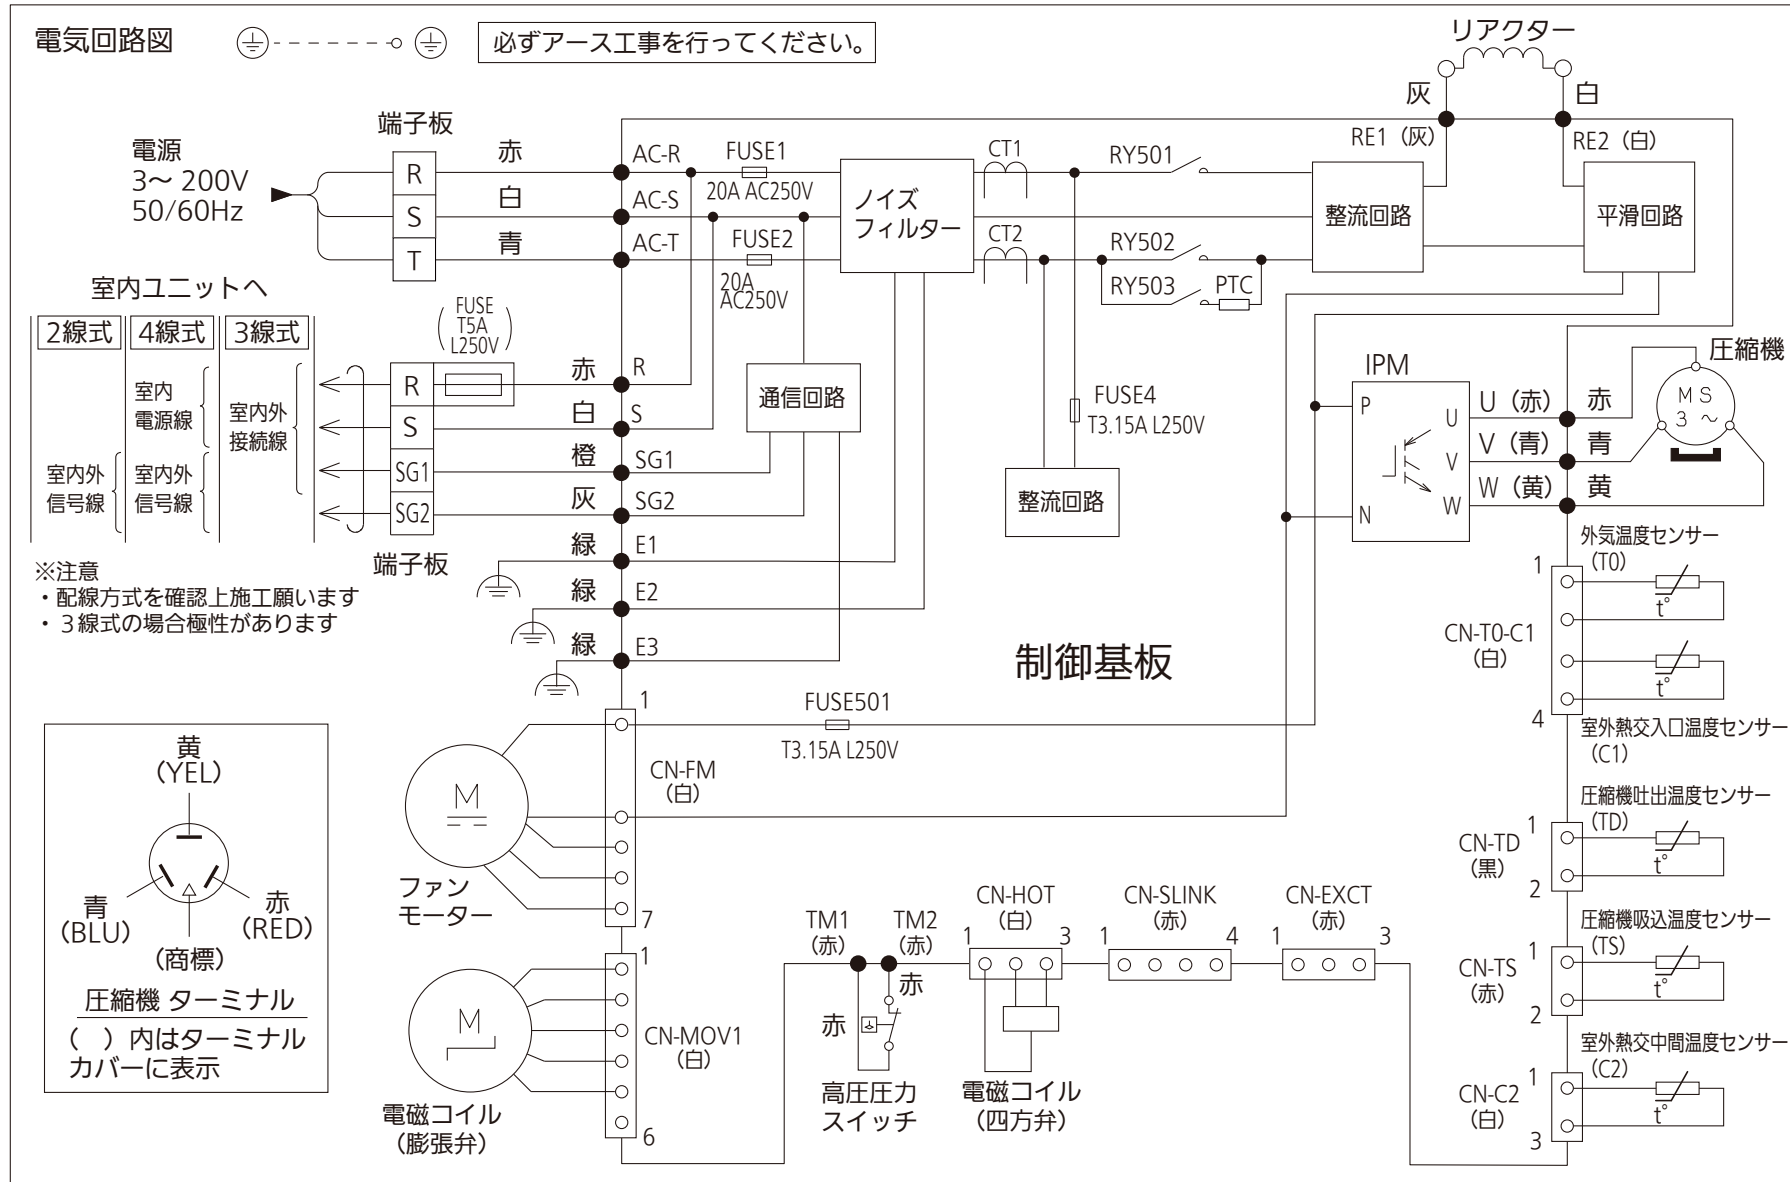 電気回路図
必ずアース工事を行ってください。
リアクター
灰
白
RE1（灰）
RE2（白）
電源
3～ 200V
50/60Hz
端子板
R
S
T
赤
白
青
AC-R
AC-S
AC-T
FUSE1
20A AC250V
FUSE2
20A
AC250V
ノイズ
フィルター
CT1
CT2
RY501
RY502
RY503
PTC
整流回路
平滑回路
室内ユニットへ
2線式
4線式
3線式
室内
電源線
室内外
接続線
室内外
信号線
室内外
信号線
（FUSE
T5A
L250V）
R
S
SG1
SG2
端子板
赤
白
橙
灰
緑
緑
緑
R
S
SG1
SG2
E1
E2
E3
通信回路
FUSE4
T3.15A L250V
整流回路
IPM
P
N
U
V
W
U（赤）
V（青）
W（黄）
赤
青
黄
圧縮機
MS
3～
※注意
・配線方式を確認上施工願います
・３線式の場合極性があります
制御基板
FUSE501
T3.15A L250V
黄
（YEL）
青
（BLU）
赤
（RED）
（商標）
圧縮機 ターミナル
（　）内はターミナル
カバーに表示
M
ファン
モーター
1
CN-FM
（白）
7
M
電磁コイル
（膨張弁）
1
CN-MOV1
（白）
6
TM1
（赤）
TM2
（赤）
赤
赤
高圧圧力
スイッチ
CN-HOT
（白）
1
3
電磁コイル
（四方弁）
CN-SLINK
（赤）
1
4
CN-EXCT
（赤）
1
3
外気温度センサー
（T0）
1
t°
CN-T0-C1
（白）
t°
4
室外熱交入口温度センサー
（C1）
圧縮機吐出温度センサー
（TD）
1
CN-TD
（黒）
t°
2
圧縮機吸込温度センサー
（TS）
1
CN-TS
（赤）
t°
2
室外熱交中間温度センサー
（C2）
1
CN-C2
（白）
t°
3